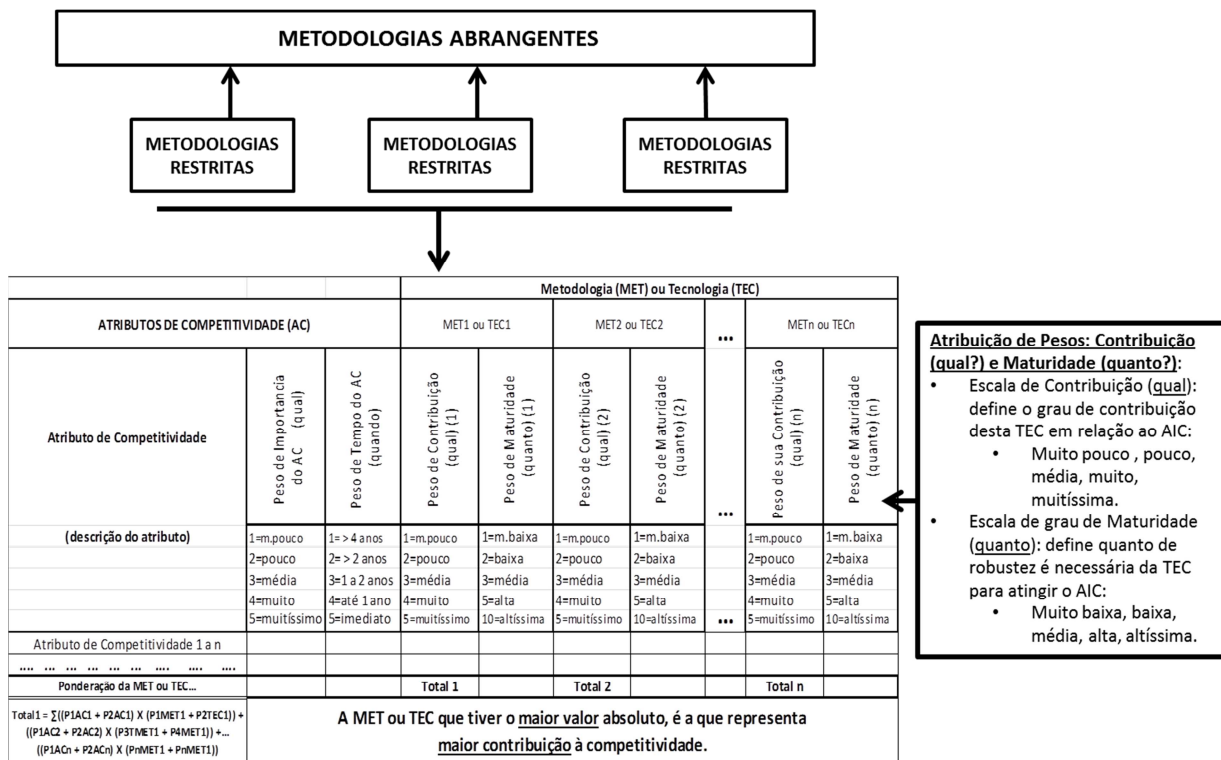 METODOLOGIAS ABRANGENTES
METODOLOGIAS
RESTRITAS
METODOLOGIAS
RESTRITAS
METODOLOGIAS
RESTRITAS
Metodologia (MET) ou Tecnologia (TEC)
ATRIBUTOS DE COMPETITIVIDADE (AC)
MET1 ou TEC1
MET2 ou TEC2
...
METn ou TECn
Atributo de Competitividade
Peso de Importancia
do AC (qual)
Peso de Tempo do AC
(quando)
Peso de Contribuição
(qual) (1)
Peso de Maturidade
(quanto) (1)
Peso de Contribuição
(qual) (2)
Peso de Maturidade
(quanto) (2)
...
Peso de sua Contribuição
(qual) (n)
Peso de Maturidade
(quanto) (n)
(descrição do atributo) 1=m.pouco 1= > 4 anos 1=m.pouco 1=m.baixa 1=m.pouco 1=m.baixa 1=m.pouco 1=m.baixa
2=pouco 2= > 2 anos 2=pouco 2=baixa 2=pouco 2=baixa 2=pouco 2=baixa
3=média 3=1 a 2 anos 3=média 3=média 3=média 3=média 3=média 3=média
4=muito 4=até 1 ano 4=muito 5=alta 4=muito 5=alta 4=muito 5=alta
5=muitíssimo 5=imediato 5=muitíssimo 10=altíssima 5=muitíssimo 10=altíssima ... 5=muitíssimo 10=altíssima
Atributo de Competitividade 1 a n
.... ... ... ... ... ... .... .... ....
Ponderação da MET ou TEC... Total 1 Total 2 Total n
Total1 = ∑((P1AC1 + P2AC1) X (P1MET1 + P2TEC1)) +
((P1AC2 + P2AC2) X (P3TMET1 + P4MET1)) +...
((P1ACn + P2ACn) X (PnMET1 + PnMET1))
A MET ou TEC que tiver o maior valor absoluto, é a que representa
maior contribuição à competitividade.
Atribuição de Pesos: Contribuição
(qual?) e Maturidade (quanto?):
• Escala de Contribuição (qual):
define o grau de contribuição
desta TEC em relação ao AIC:
• Muito pouco , pouco,
média, muito,
muitíssima.
• Escala de grau de Maturidade
(quanto): define quanto de
robustez é necessária da TEC
para atingir o AIC:
• Muito baixa, baixa,
média, alta, altíssima.